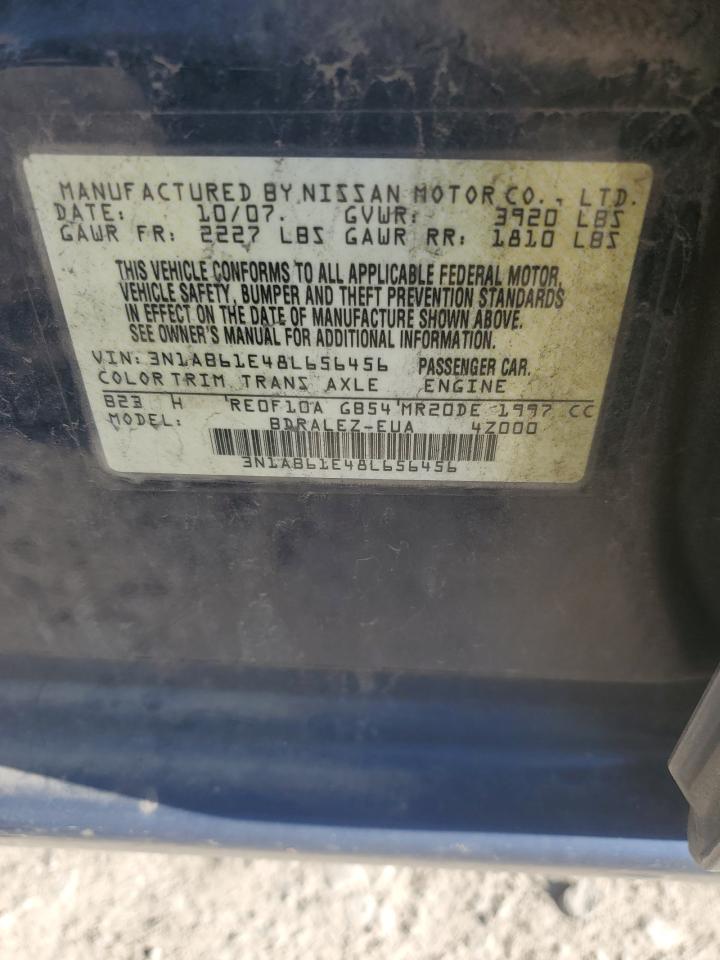 MANUFACTURED BY NISSAN MOTOR CO., LTD.
DATE: 10/07. GVWR: 3920 LBS
GAWR FR: 2227 LBS GAWR RR: 1810 LBS
THIS VEHICLE CONFORMS TO ALL APPLICABLE FEDERAL MOTOR,
VEHICLE SAFETY, BUMPER AND THEFT PREVENTION STANDARDS
IN EFFECT ON THE DATE OF MANUFACTURE SHOWN ABOVE.
SEE OWNER'S MANUAL FOR ADDITIONAL INFORMATION.
VIN: 3N1AB61E48L656456 PASSENGER CAR.
COLOR TRIM TRANS AXLE ENGINE
B23 H RE0F10A GB54 MR20DE 1997 CC
MODEL: BDRALEZ-EUA 4Z000
3N1AB61E48L656456